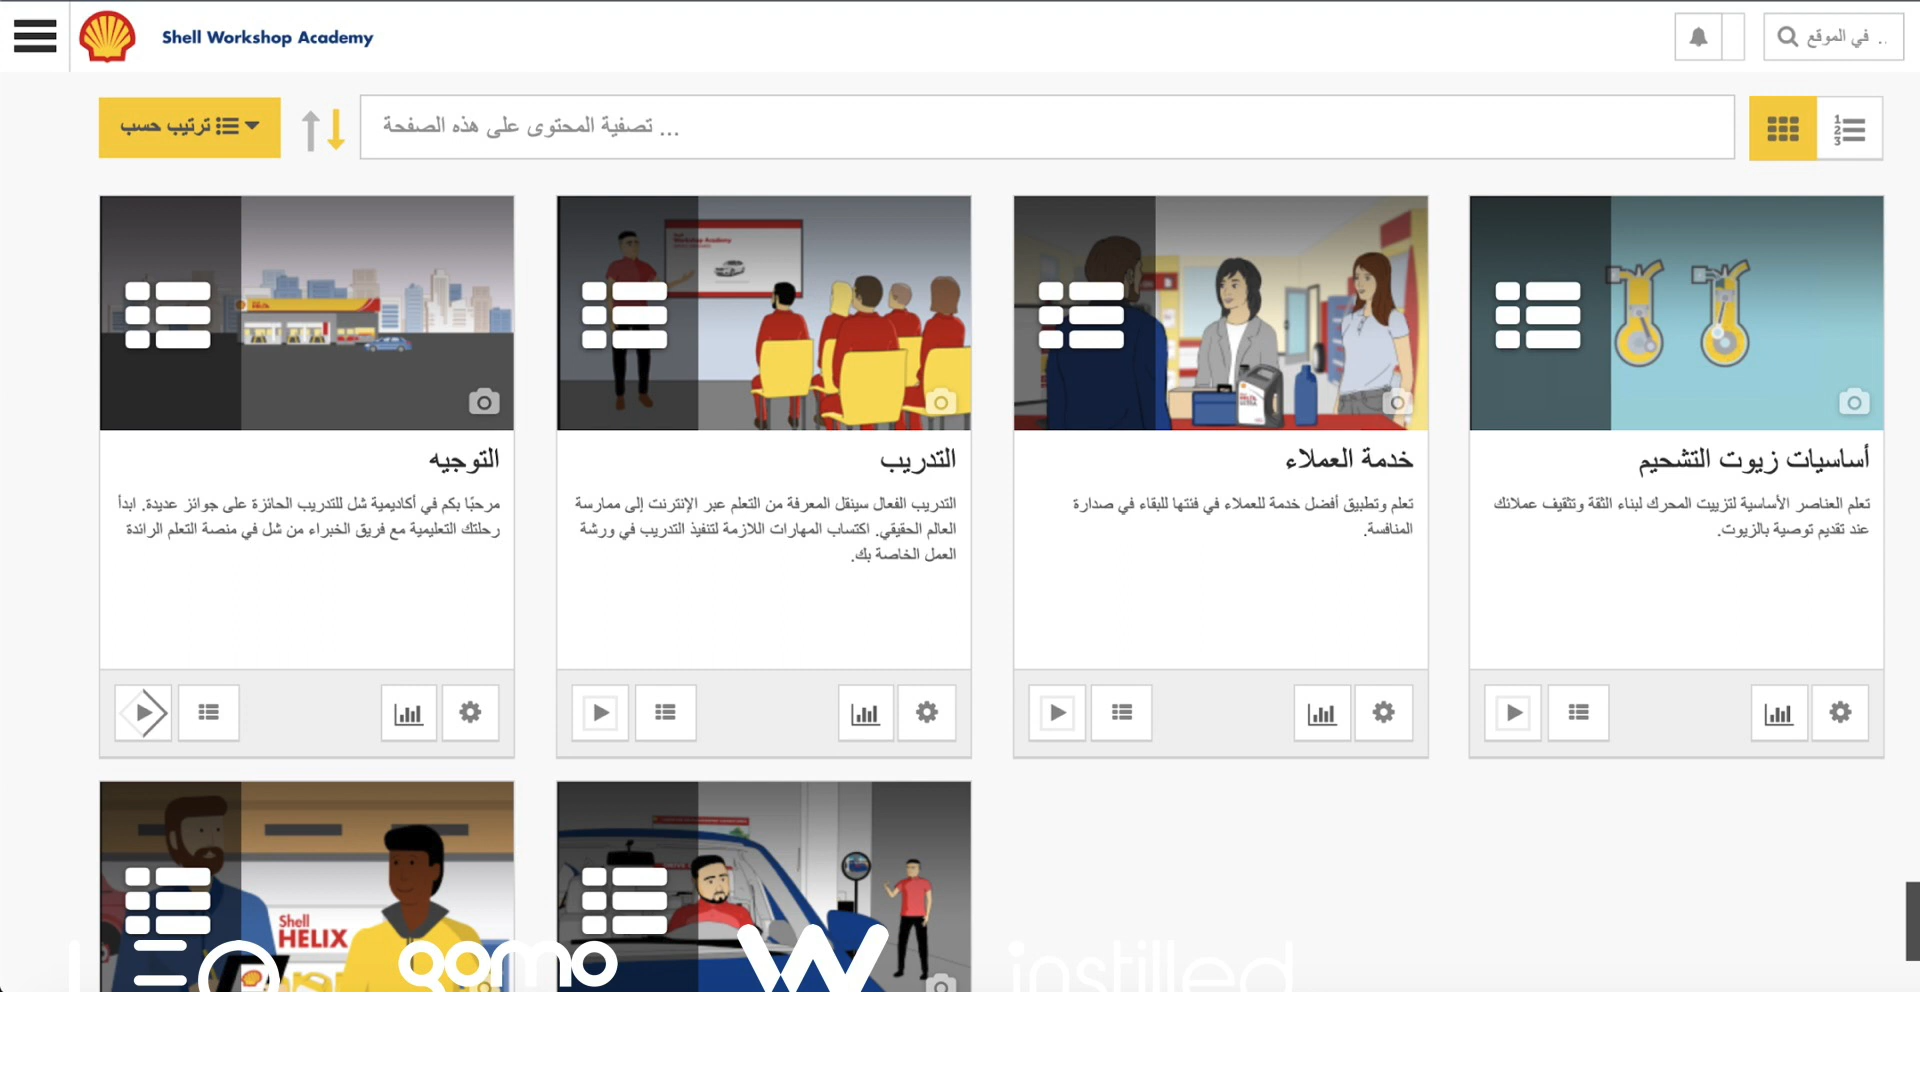 Shell Workshop Academy
في الموقع ..
ترتيب حسب
تصفية المحتوى على هذه الصفحة ...
التوجيه
مرحبًا بكم في أكاديمية شل للتدريب الحائزة على جوائز عديدة. ابدأ
رحلتك التعليمية مع فريق الخبراء من شل في منصة التعلم الرائدة
Workshop Academy
التدريب
التدريب الفعال سينقل المعرفة من التعلم عبر الإنترنت إلى ممارسة
العالم الحقيقي. اكتساب المهارات اللازمة لتنفيذ التدريب في ورشة
العمل الخاصة بك.
خدمة العملاء
تعلم وتطبيق أفضل خدمة للعملاء في فئتها للبقاء في صدارة
المنافسة.
أساسيات زيوت التشحيم
تعلم العناصر الأساسية لتزييت المحرك لبناء الثقة وتثقيف عملائك
عند تقديم توصية بالزيوت.
Shell
HELIX
LEO
gomo
instilled